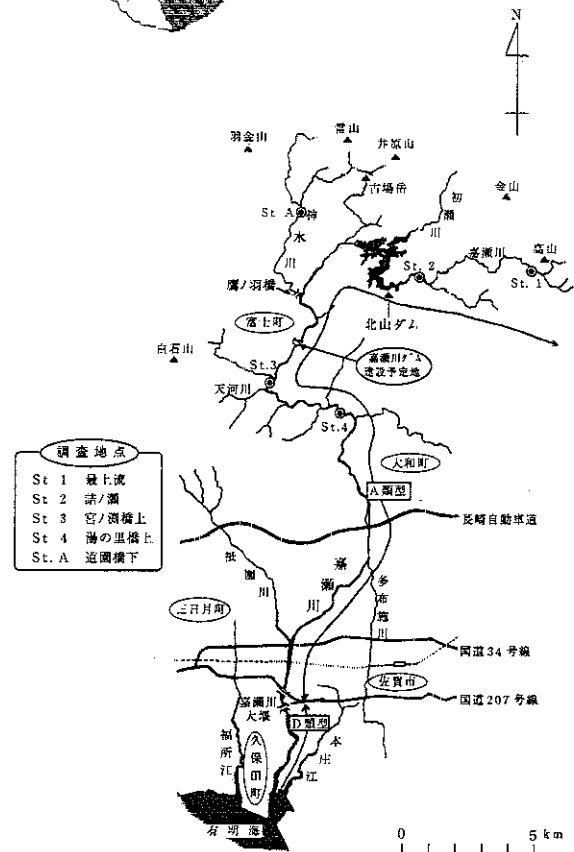 N
羽金山
雷山
井原山
古場岳
初瀬川
金山
St A
神水川
嘉瀬川
高山
St. 2
St. 1
鷹ノ羽橋
北山ダム
富士町
嘉瀬川ダム
建設予定地
白石山
St.3
天河川
St.4
大和町
A類型
調査地点
St 1 最上流
St 2 詰ノ瀬
St 3 宮ノ渕橋上
St 4 湯の里橋上
St. A 道園橋下
長崎自動車道
祇園川
嘉瀬川
多布施川
三日月町
国道34号線
佐賀市
国道207号線
嘉瀬川
大堰
D類型
本庄江
福所江
久保田町
有明海
0 5km